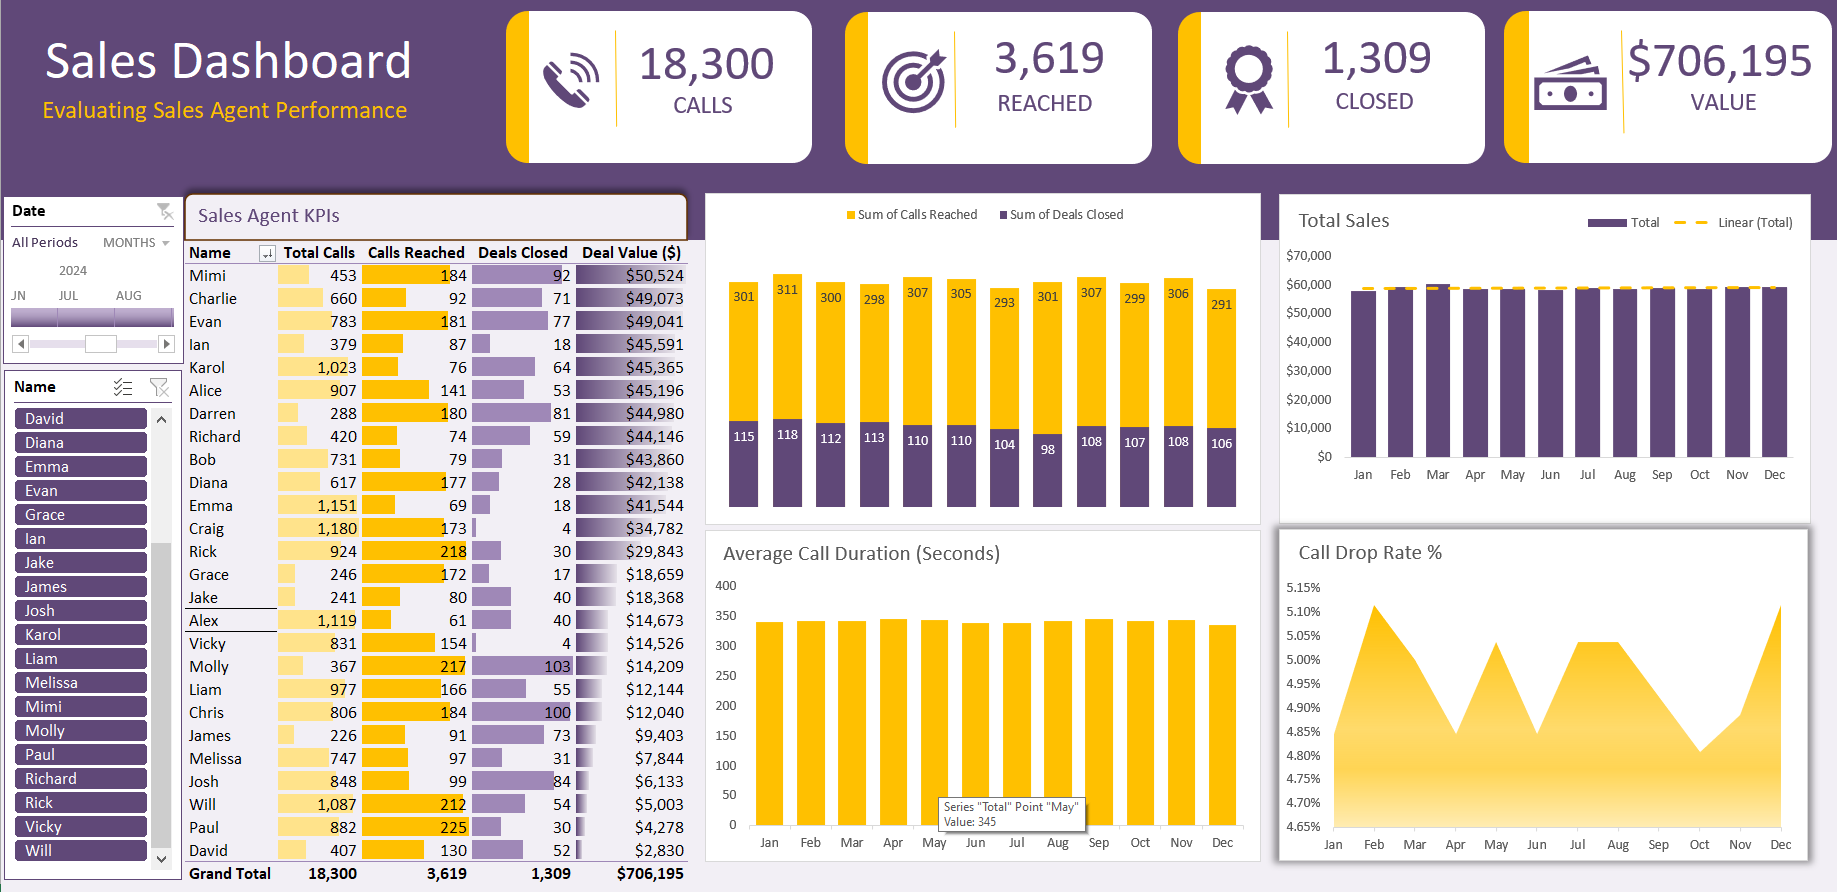 Sales Dashboard
Evaluating Sales Agent Performance
18,300
CALLS
3,619
REACHED
1,309
CLOSED
$706,195
VALUE
Date
All Periods MONTHS
2024
JN JUL AUG
Name
David
Diana
Emma
Evan
Grace
Ian
Jake
James
Josh
Karol
Liam
Melissa
Mimi
Molly
Paul
Richard
Rick
Vicky
Will
Sales Agent KPIs
Name Total Calls Calls Reached Deals Closed Deal Value ($)
Mimi 453 184 92 $50,524
Charlie 660 92 71 $49,073
Evan 783 181 77 $49,041
Ian 379 87 18 $45,591
Karol 1,023 76 64 $45,365
Alice 907 141 53 $45,196
Darren 288 180 81 $44,980
Richard 420 74 59 $44,146
Bob 731 79 31 $43,860
Diana 617 177 28 $42,138
Emma 1,151 69 18 $41,544
Craig 1,180 173 4 $34,782
Rick 924 218 30 $29,843
Grace 246 172 17 $18,659
Jake 241 80 40 $18,368
Alex 1,119 61 40 $14,673
Vicky 831 154 4 $14,526
Molly 367 217 103 $14,209
Liam 977 166 55 $12,144
Chris 806 184 100 $12,040
James 226 91 73 $9,403
Melissa 747 97 31 $7,844
Josh 848 99 84 $6,133
Will 1,087 212 54 $5,003
Paul 882 225 30 $4,278
David 407 130 52 $2,830
Grand Total 18,300 3,619 1,309 $706,195
Sum of Calls Reached Sum of Deals Closed
301 311 300 298 307 305 293 301 307 299 306 291
115 118 112 113 110 110 104 98 108 107 108 106
Total Sales
Total Linear (Total)
$70,000
$60,000
$50,000
$40,000
$30,000
$20,000
$10,000
$0
Jan Feb Mar Apr May Jun Jul Aug Sep Oct Nov Dec
Average Call Duration (Seconds)
400
350
300
250
200
150
100
50
0
Series "Total" Point "May"
Value: 345
Jan Feb Mar Apr May Jun Jul Aug Sep Oct Nov Dec
Call Drop Rate %
5.15%
5.10%
5.05%
5.00%
4.95%
4.90%
4.85%
4.80%
4.75%
4.70%
4.65%
Jan Feb Mar Apr May Jun Jul Aug Sep Oct Nov Dec